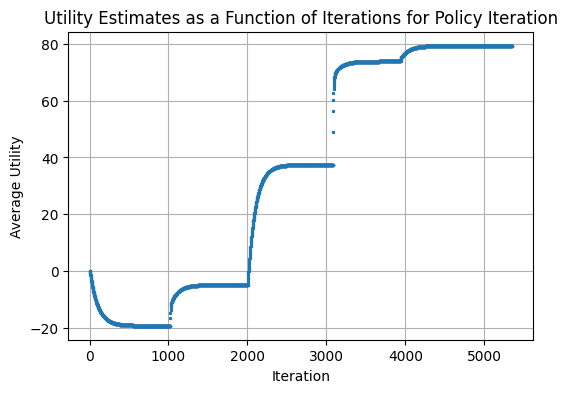 Utility Estimates as a Function of Iterations for Policy Iteration
80
60
40
20
0
−20
Average Utility
0 1000 2000 3000 4000 5000
Iteration